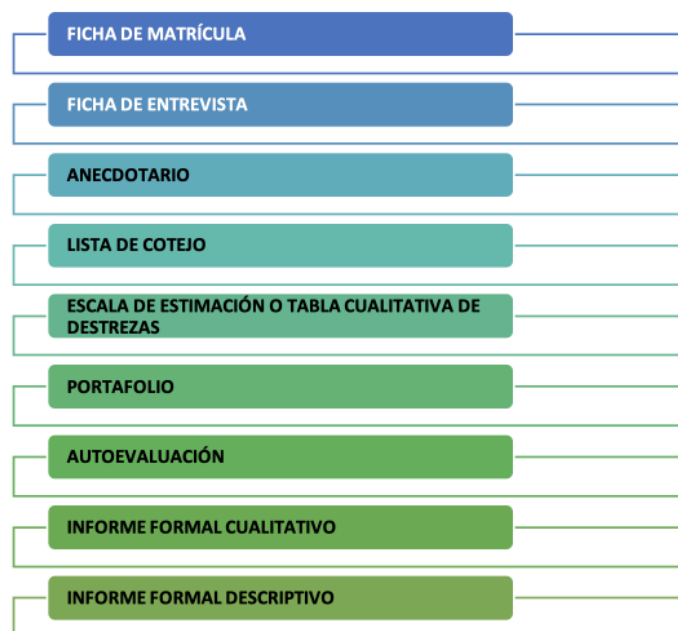 FICHA DE MATRÍCULA
FICHA DE ENTREVISTA
ANECDOTARIO
LISTA DE COTEJO
ESCALA DE ESTIMACIÓN O TABLA CUALITATIVA DE
DESTREZAS
PORTAFOLIO
AUTOEVALUACIÓN
INFORME FORMAL CUALITATIVO
INFORME FORMAL DESCRIPTIVO